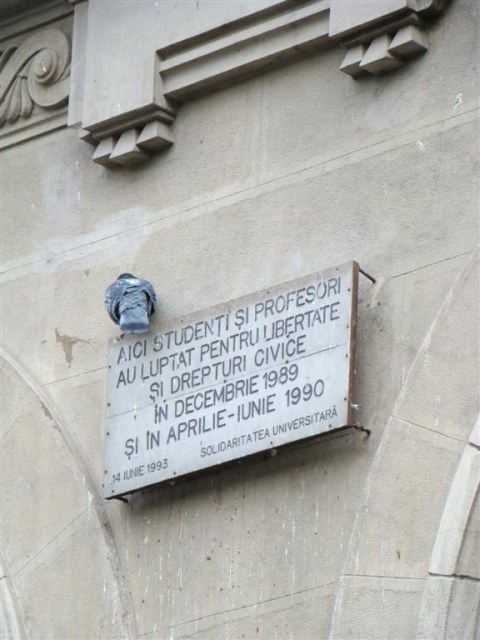 AICI STUDENȚI ȘI PROFESORI
AU LUPTAT PENTRU LIBERTATE
ȘI DREPTURI CIVICE
ÎN DECEMBRIE 1989
ȘI ÎN APRILIE-IUNIE 1990
SOLIDARITATEA UNIVERSITARĂ
14 IUNIE 1993